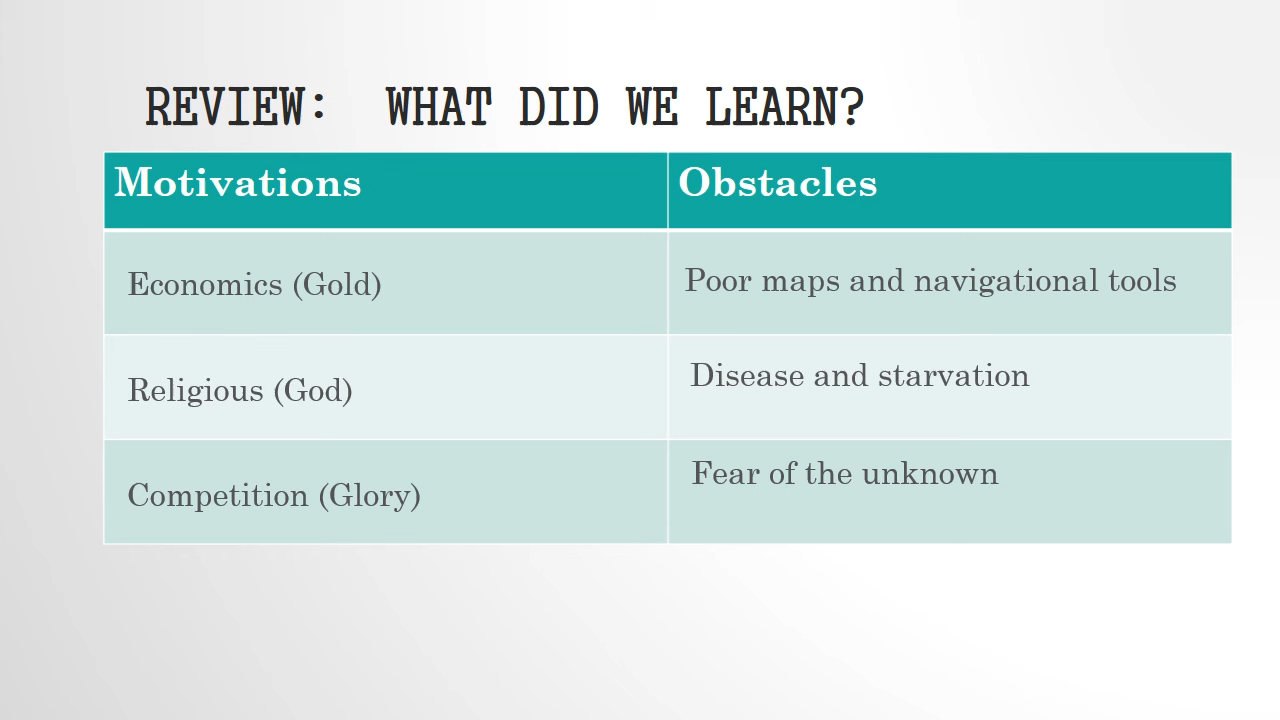 REVIEW: WHAT DID WE LEARN?
Motivations
Obstacles
Economics (Gold)
Poor maps and navigational tools
Religious (God)
Disease and starvation
Competition (Glory)
Fear of the unknown